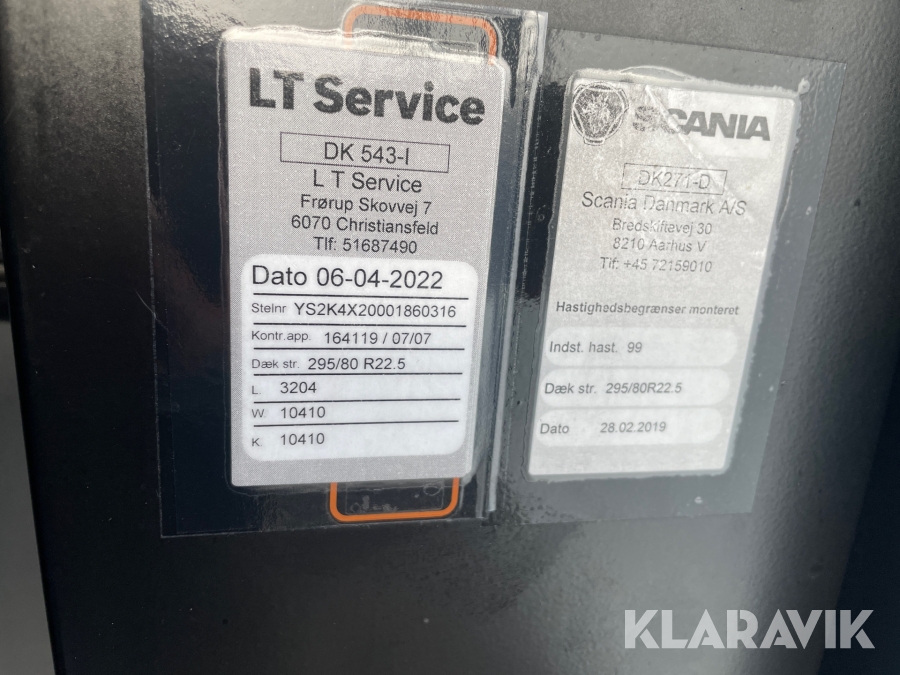 LT Service
DK 543-I
L T Service
Frørup Skovvej 7
6070 Christiansfeld
Tlf: 51687490
Dato 06-04-2022
Stelnr YS2K4X20001860316
Kontr.app. 164119 / 07/07
Dæk str. 295/80 R22.5
L. 3204
W. 10410
K. 10410
SCANIA
DK271-D
Scania Danmark A/S
Bredskiftevej 30
8210 Aarhus V
Tlf: +45 72159010
Hastighedsbegrænser monteret
Indst. hast. 99
Dæk str. 295/80R22.5
Dato 28.02.2019
KLARAVIK